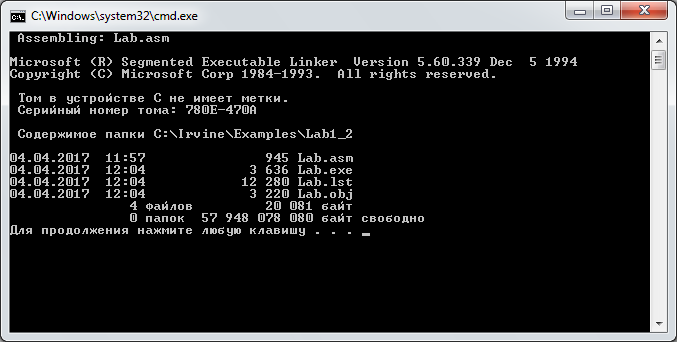 C:\Windows\system32\cmd.exe
Assembling: Lab.asm
Microsoft (R) Segmented Executable Linker  Version 5.60.339 Dec  5 1994
Copyright (C) Microsoft Corp 1984-1993.  All rights reserved.
Том в устройстве C не имеет метки.
Серийный номер тома: 780E-470A
Содержимое папки C:\Irvine\Examples\Lab1_2
04.04.2017  11:57               945 Lab.asm
04.04.2017  12:04             3 636 Lab.exe
04.04.2017  12:04            12 280 Lab.lst
04.04.2017  12:04             3 220 Lab.obj
4 файлов         20 081 байт
0 папок  57 948 078 080 байт свободно
Для продолжения нажмите любую клавишу . . . _